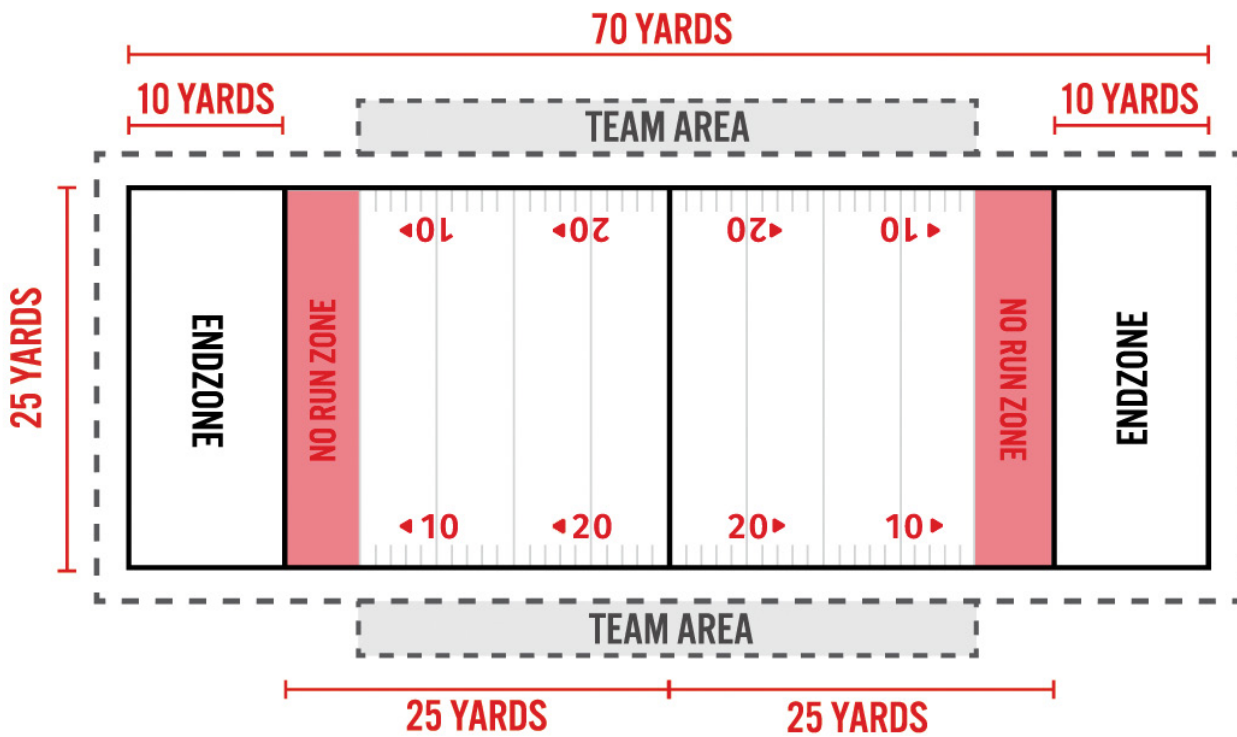 70 YARDS
10 YARDS
10 YARDS
TEAM AREA
10
20
20
10
25 YARDS
ENDZONE
NO RUN ZONE
NO RUN ZONE
ENDZONE
10
20
20
10
TEAM AREA
25 YARDS
25 YARDS